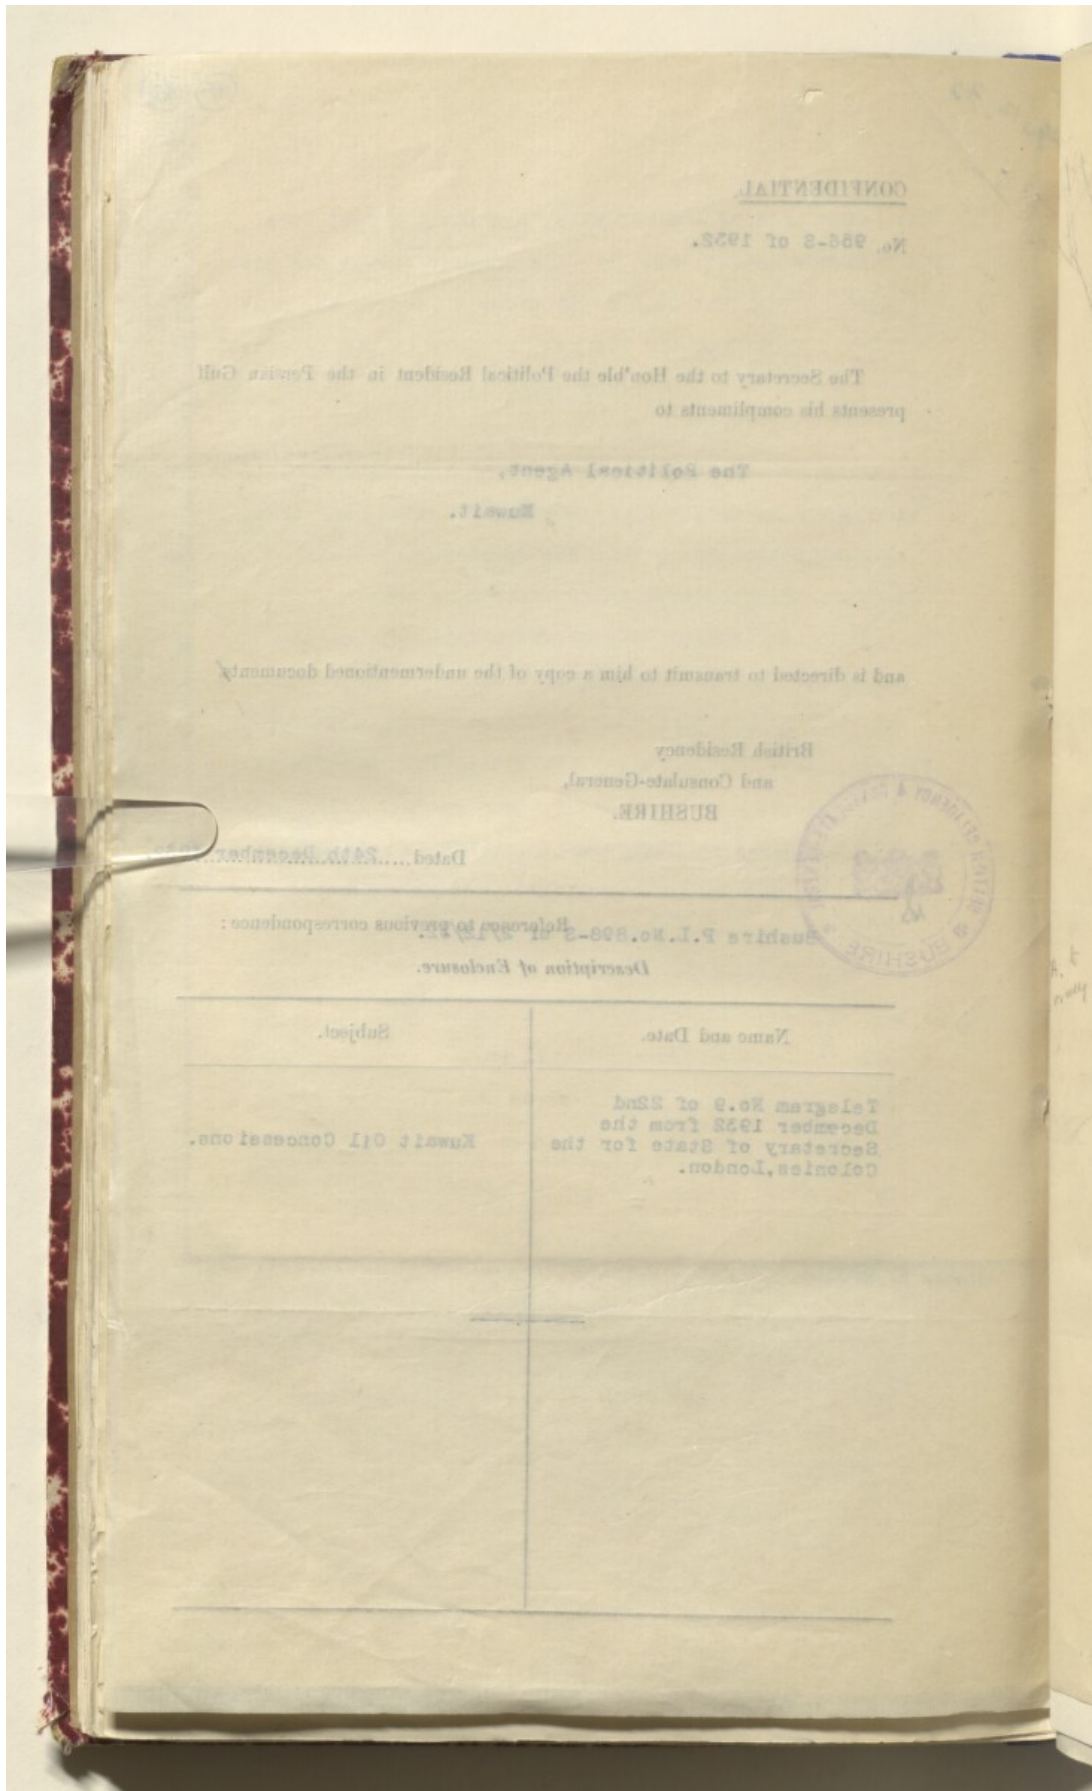 CONFIDENTIAL.
No. 956-S of 1932.
The Secretary to the Hon'ble the Political Resident in the Persian Gulf
presents his compliments to
The Political Agent,
Kuwait.
and is directed to transmit to him a copy of the undermentioned document
British Residency
and Consulate-General,
BUSHIRE.
Dated 24th December
Reference to previous correspondence :
Bushire P.L.No.898-S of
Description of Enclosure.
Name and Date.
Subject.
Telegram No.9 of 22nd
December 1932 from the
Secretary of State for the
Colonies,London.
Kuwait Oil Concessions.
BUSHIRE